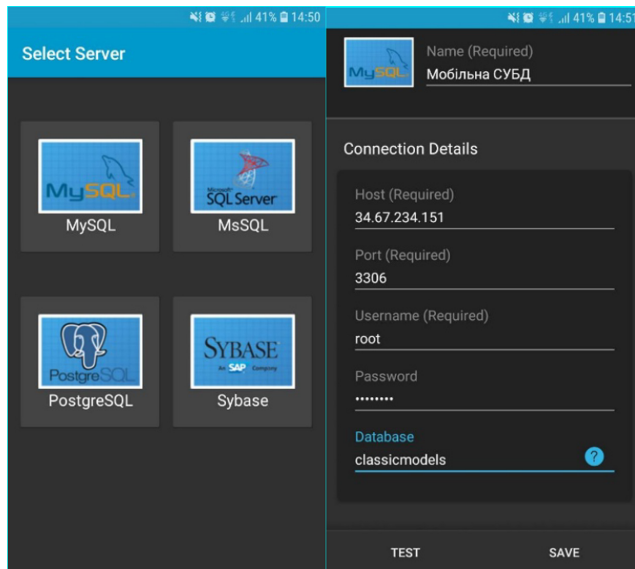 41% 14:50
Select Server
MySQL
MySQL
Microsoft
SQL Server
MsSQL
PostgreSQL
PostgreSQL
SYBASE
An SAP Company
Sybase
41% 14:51
MySQL
Name (Required)
Мобільна СУБД
Connection Details
Host (Required)
34.67.234.151
Port (Required)
3306
Username (Required)
root
Password
••••••••
Database
classicmodels
?
TEST SAVE